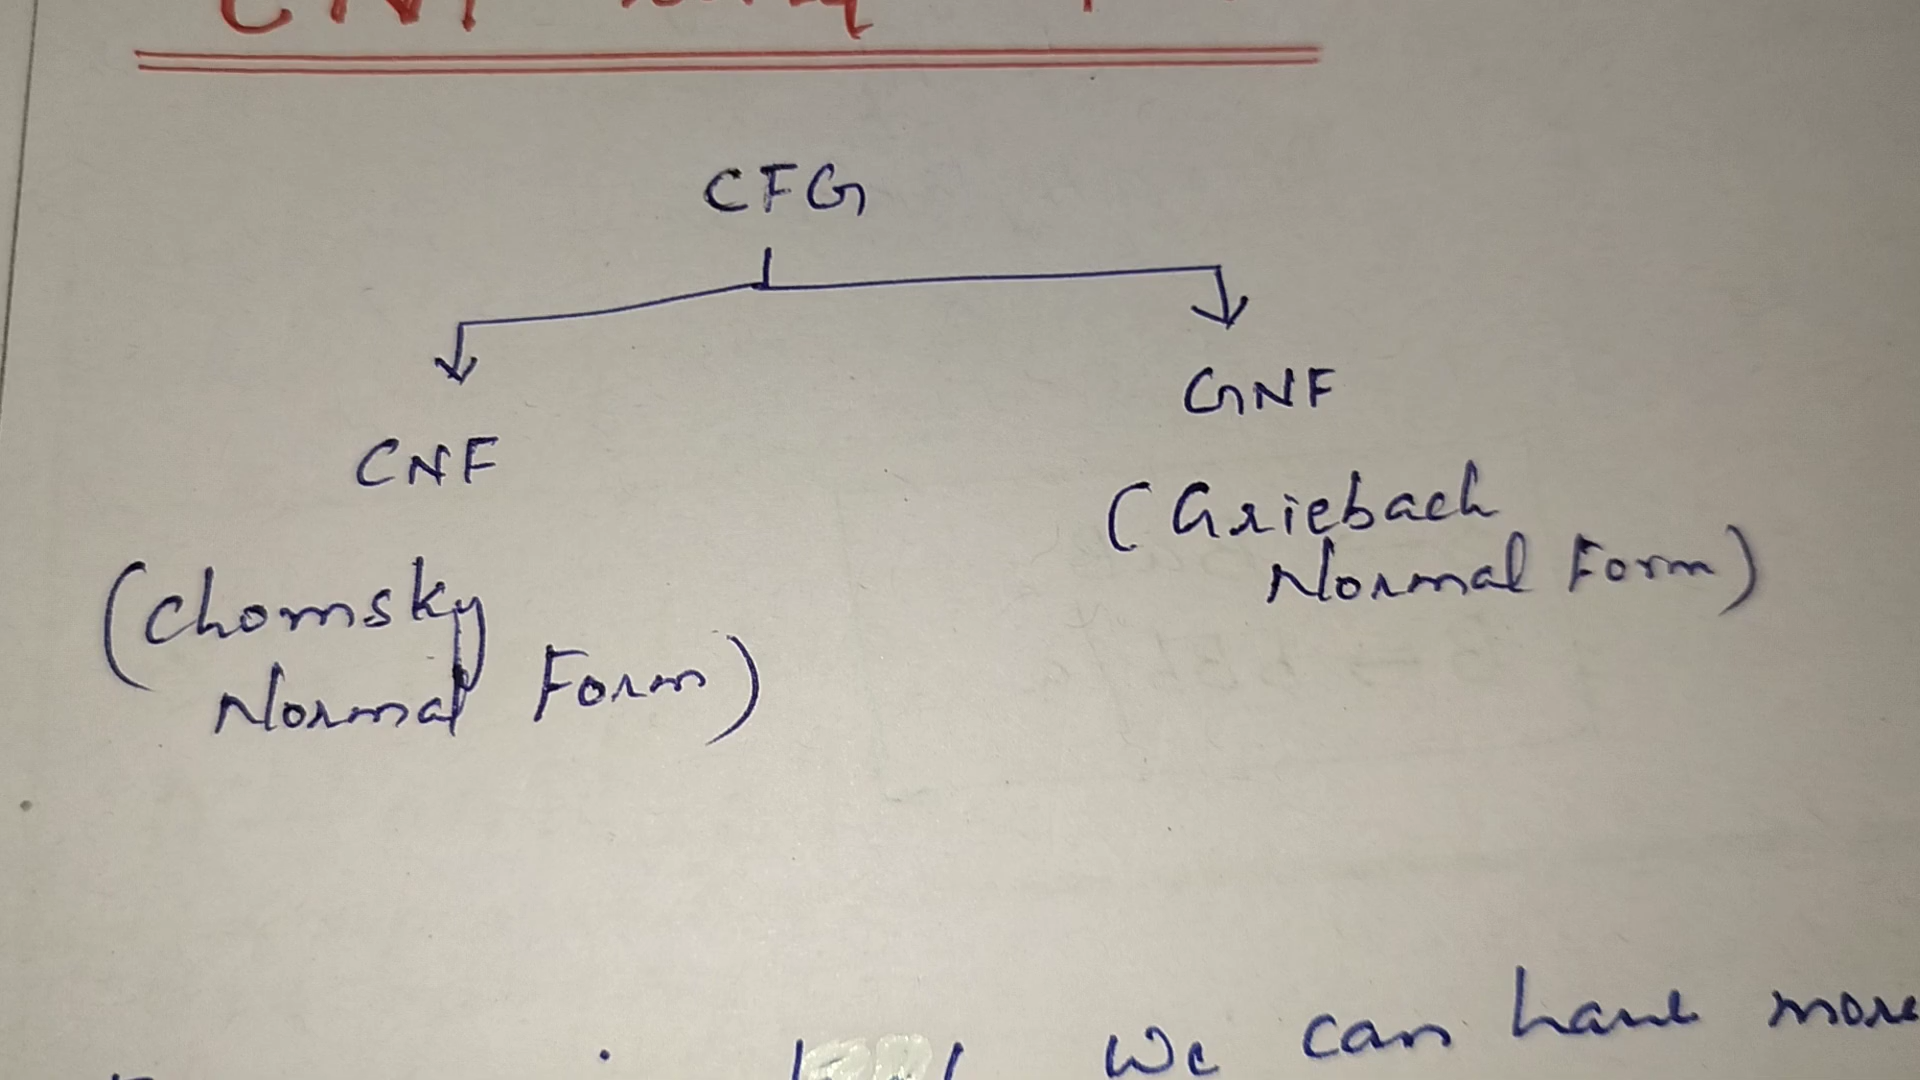 CFG
CNF
GNF
(Chomsky
Normal Form)
(Griebach
Normal Form)
We can have more